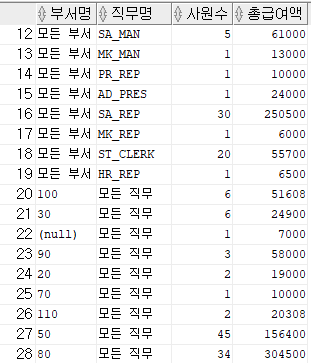 부서명 직무명 사원수 총급여액
12 모든 부서 SA_MAN 5 61000
13 모든 부서 MK_MAN 1 13000
14 모든 부서 PR_REP 1 10000
15 모든 부서 AD_PRES 1 24000
16 모든 부서 SA_REP 30 250500
17 모든 부서 MK_REP 1 6000
18 모든 부서 ST_CLERK 20 55700
19 모든 부서 HR_REP 1 6500
20 100 모든 직무 6 51608
21 30 모든 직무 6 24900
22 (null) 모든 직무 1 7000
23 90 모든 직무 3 58000
24 20 모든 직무 2 19000
25 70 모든 직무 1 10000
26 110 모든 직무 2 20308
27 50 모든 직무 45 156400
28 80 모든 직무 34 304500